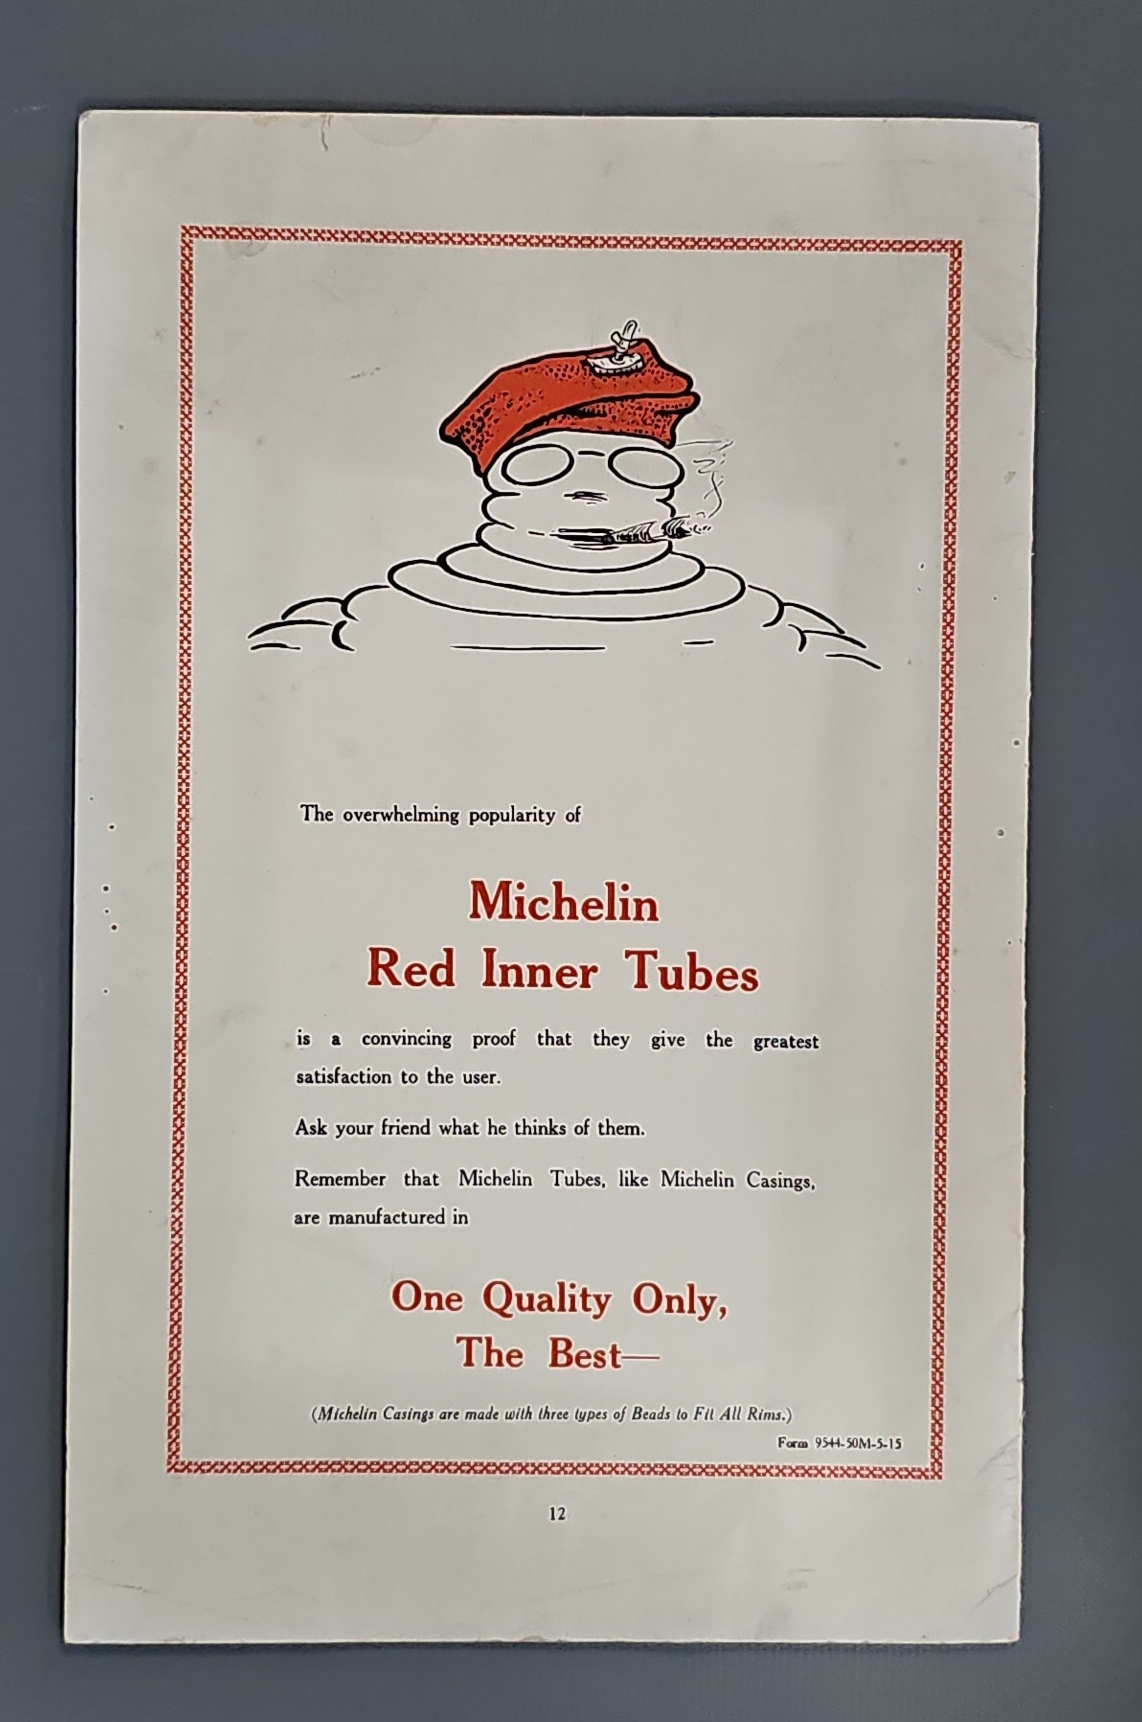 The overwhelming popularity of
Michelin
Red Inner Tubes
is a convincing proof that they give the greatest
satisfaction to the user.
Ask your friend what he thinks of them.
Remember that Michelin Tubes, like Michelin Casings,
are manufactured in
One Quality Only,
The Best—
(Michelin Casings are made with three types of Beads to Fit All Rims.)
Form 9544-50M-5-15
12